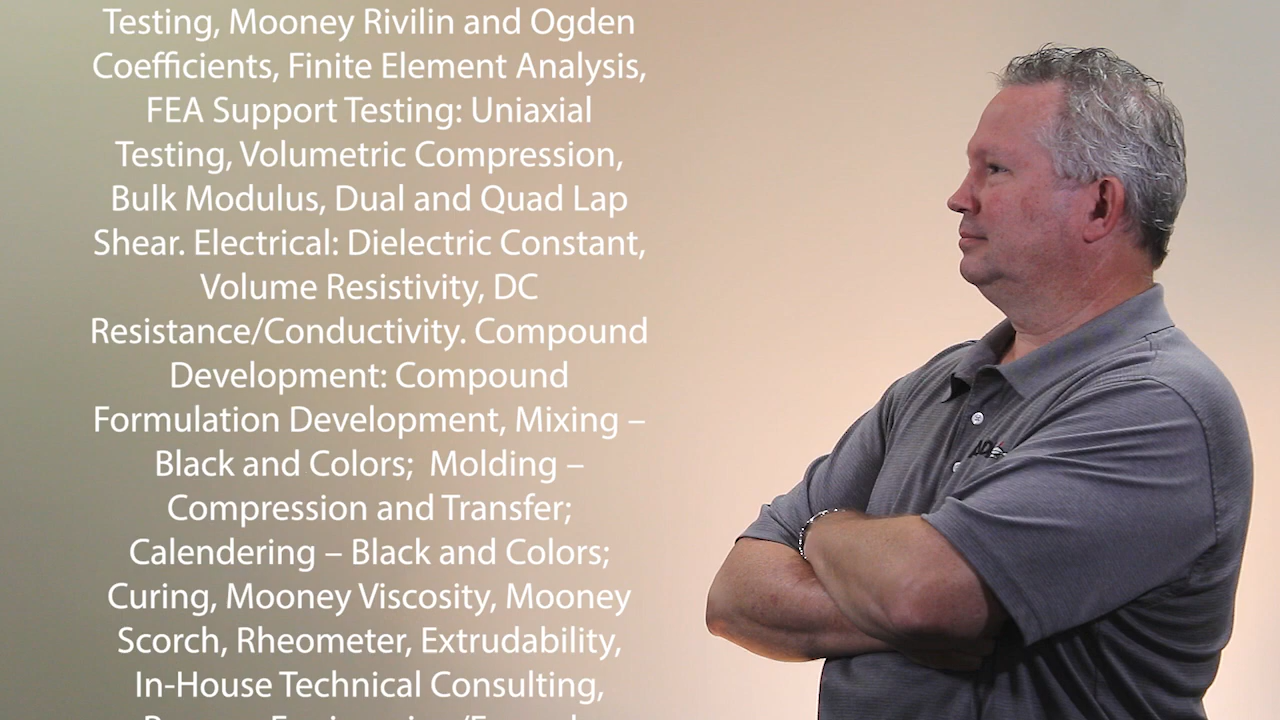 Testing, Mooney Rivilin and Ogden
Coefficients, Finite Element Analysis,
FEA Support Testing: Uniaxial
Testing, Volumetric Compression,
Bulk Modulus, Dual and Quad Lap
Shear. Electrical: Dielectric Constant,
Volume Resistivity, DC
Resistance/Conductivity. Compound
Development: Compound
Formulation Development, Mixing –
Black and Colors;  Molding –
Compression and Transfer;
Calendering – Black and Colors;
Curing, Mooney Viscosity, Mooney
Scorch, Rheometer, Extrudability,
In-House Technical Consulting,